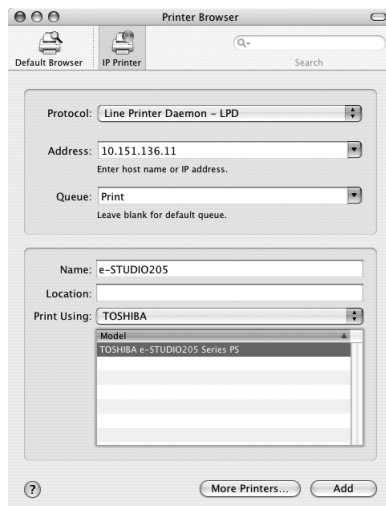 Printer Browser
Default Browser
IP Printer
Search
Protocol: Line Printer Daemon – LPD
Address: 10.151.136.11
Enter host name or IP address.
Queue: Print
Leave blank for default queue.
Name: e-STUDIO205
Location:
Print Using: TOSHIBA
Model
TOSHIBA e-STUDIO205 Series PS
? More Printers... Add